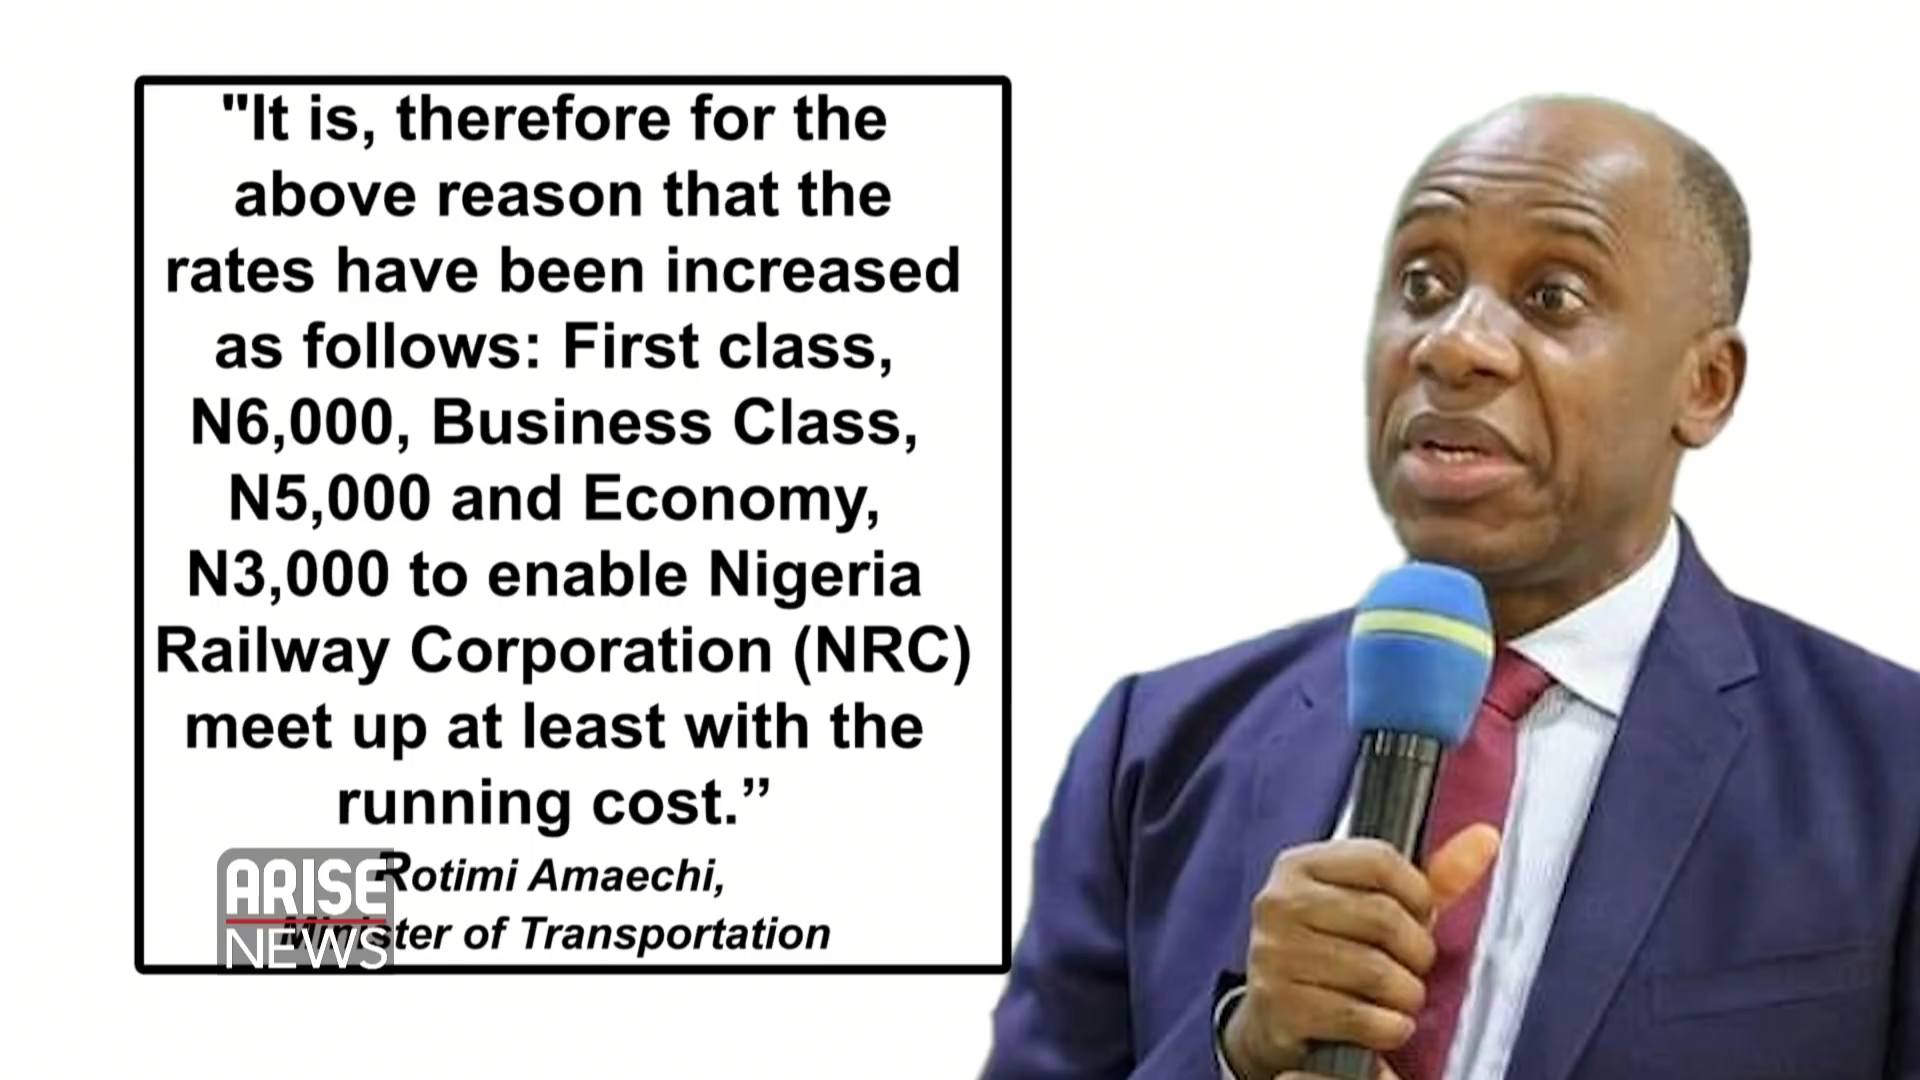 "It is, therefore for the
above reason that the
rates have been increased
as follows: First class,
N6,000, Business Class,
N5,000 and Economy,
N3,000 to enable Nigeria
Railway Corporation (NRC)
meet up at least with the
running cost.”
Rotimi Amaechi,
Minister of Transportation
ARISE
NEWS